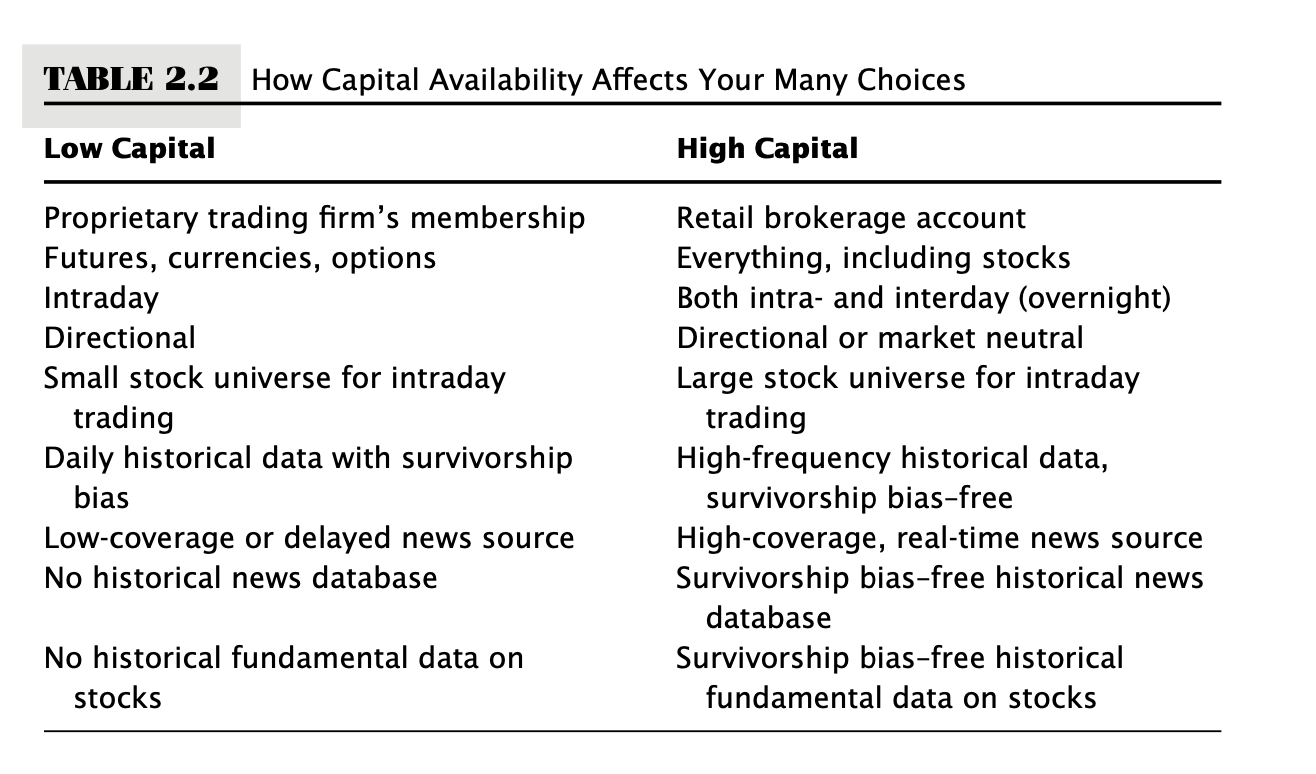 TABLE 2.2 How Capital Availability Affects Your Many Choices
Low Capital High Capital
Proprietary trading firm’s membership Retail brokerage account
Futures, currencies, options Everything, including stocks
Intraday Both intra- and interday (overnight)
Directional Directional or market neutral
Small stock universe for intraday Large stock universe for intraday
trading trading
Daily historical data with survivorship High-frequency historical data,
bias survivorship bias–free
Low-coverage or delayed news source High-coverage, real-time news source
No historical news database Survivorship bias–free historical news
database
No historical fundamental data on Survivorship bias–free historical
stocks fundamental data on stocks